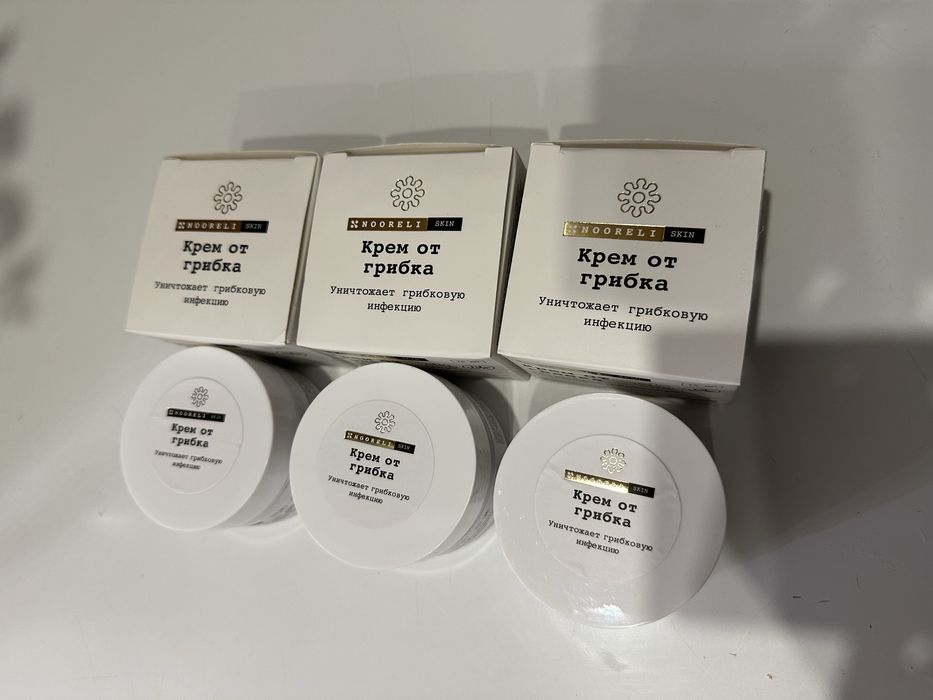 NOORELI SKIN
Крем от
грибка
Уничтожает грибковую
инфекцию
NOORELI SKIN
Крем от
грибка
Уничтожает грибковую
инфекцию
NOORELI SKIN
Крем от
грибка
Уничтожает грибковую
инфекцию
NOORELI SKIN
Крем от
грибка
Уничтожает грибковую
инфекцию
NOORELI SKIN
Крем от
грибка
Уничтожает грибковую
инфекцию
NOORELI SKIN
Крем от
грибка
Уничтожает грибковую
инфекцию